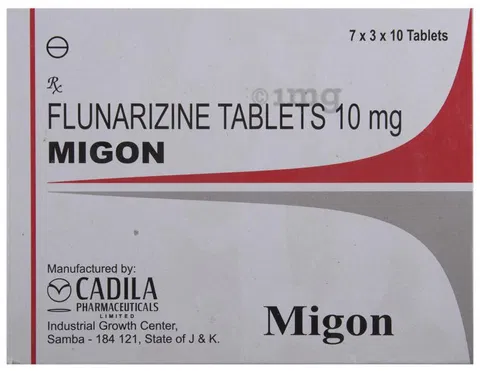 7 x 3 x 10 Tablets
Rx
©1mg
FLUNARIZINE TABLETS 10 mg
MIGON
Manufactured by:
CADILA
PHARMACEUTICALS
LIMITED
Industrial Growth Center,
Samba - 184 121, State of J & K.
Migon